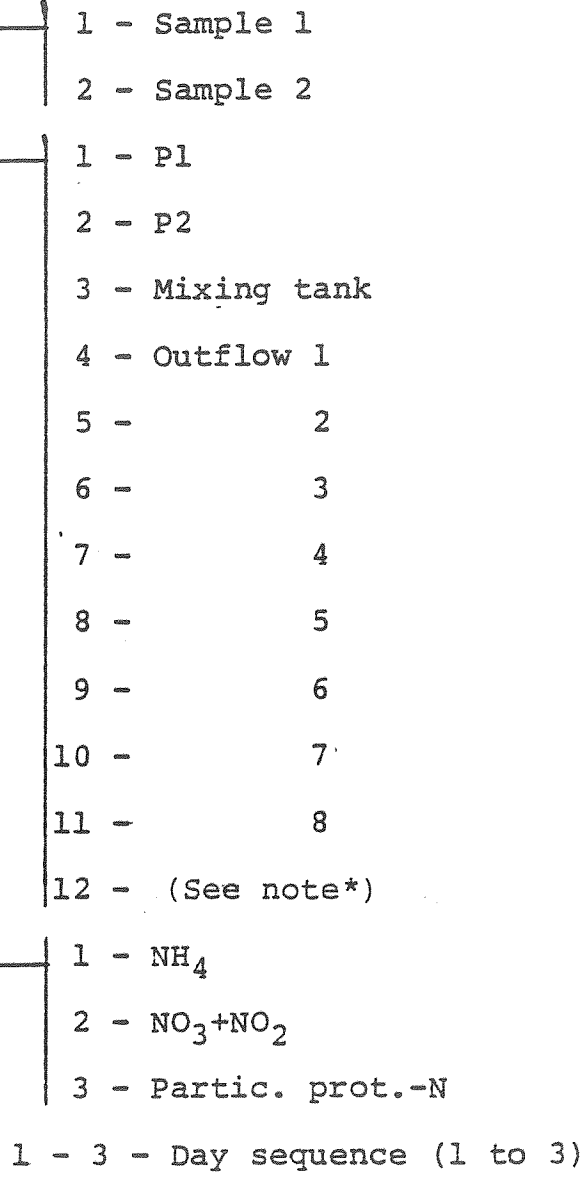 1 - Sample 1
2 - Sample 2
1 - P1
2 - P2
3 - Mixing tank
4 - Outflow 1
5 - 2
6 - 3
7 - 4
8 - 5
9 - 6
10 - 7
11 - 8
12 - (See note*)
1 - NH₄
2 - NO₃+NO₂
3 - Partic. prot.-N
1 - 3 - Day sequence (1 to 3)